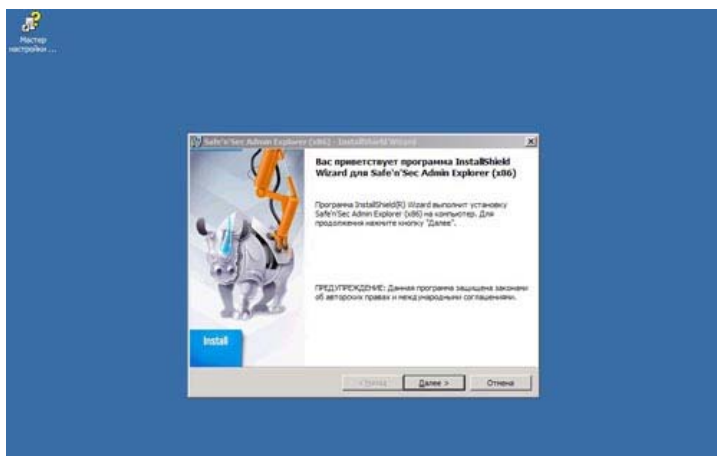 Мастер
настройки ...
Safe'n'Sec Admin Explorer (x86) - InstallShield Wizard
Вас приветствует программа InstallShield
Wizard для Safe'n'Sec Admin Explorer (x86)
Программа InstallShield(R) Wizard выполнит установку
Safe'n'Sec Admin Explorer (x86) на компьютер. Для
продолжения нажмите кнопку "Далее".
ПРЕДУПРЕЖДЕНИЕ: Данная программа защищена законами
об авторских правах и международными соглашениями.
Install
< Назад Далее > Отмена